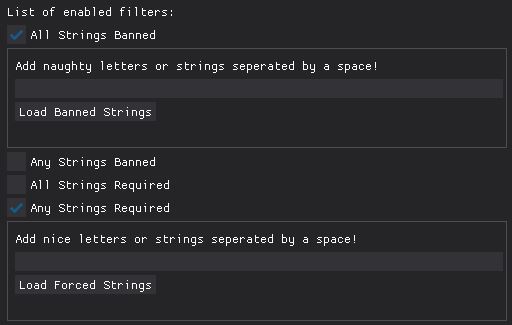 List of enabled filters:
All Strings Banned
Add naughty letters or strings seperated by a space!
Load Banned Strings
Any Strings Banned
All Strings Required
Any Strings Required
Add nice letters or strings seperated by a space!
Load Forced Strings